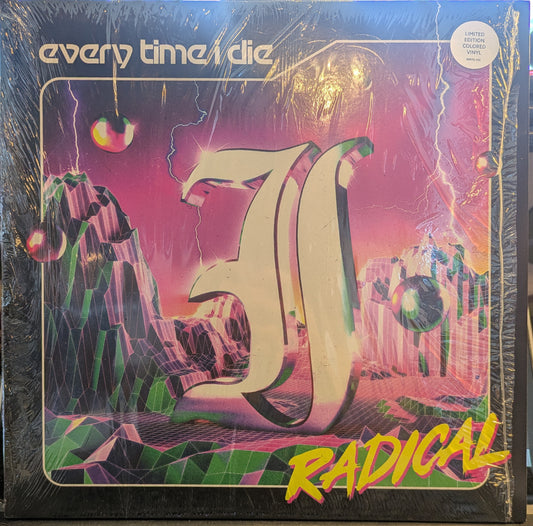 every time i die
LIMITED
EDITION
COLORED
VINYL
RADICAL